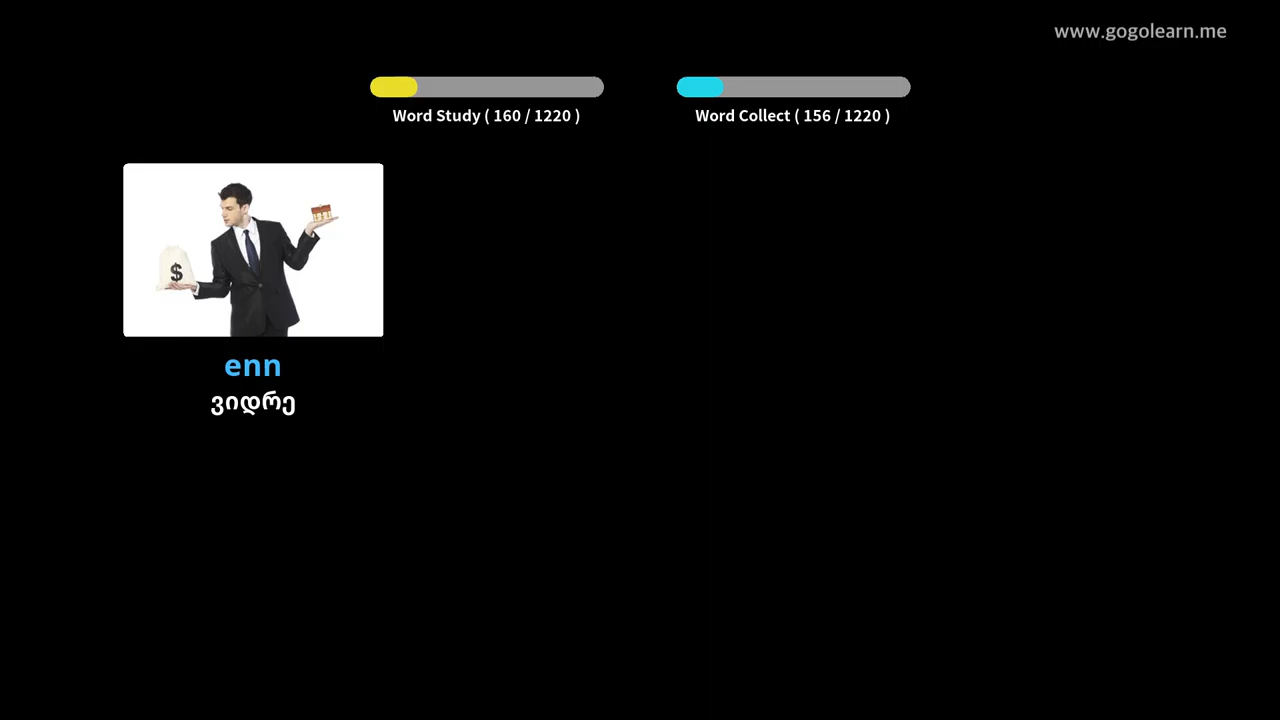 www.gogolearn.me
Word Study ( 160 / 1220 )
Word Collect ( 156 / 1220 )
$
enn
ვიდრე